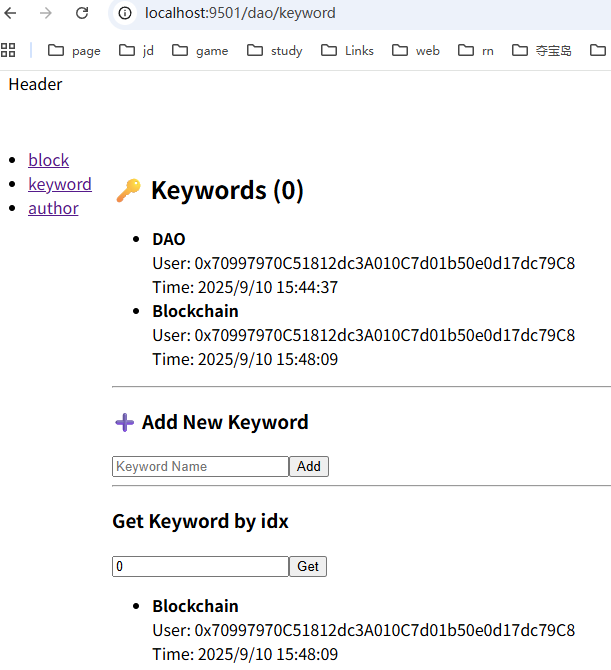 localhost:9501/dao/keyword
page
jd
game
study
Links
web
rn
夺宝岛
Header
block
keyword
author
🔑 Keywords (0)
DAO
User: 0x70997970C51812dc3A010C7d01b50e0d17dc79C8
Time: 2025/9/10 15:44:37
Blockchain
User: 0x70997970C51812dc3A010C7d01b50e0d17dc79C8
Time: 2025/9/10 15:48:09
➕ Add New Keyword
Keyword Name Add
Get Keyword by idx
0 Get
Blockchain
User: 0x70997970C51812dc3A010C7d01b50e0d17dc79C8
Time: 2025/9/10 15:48:09